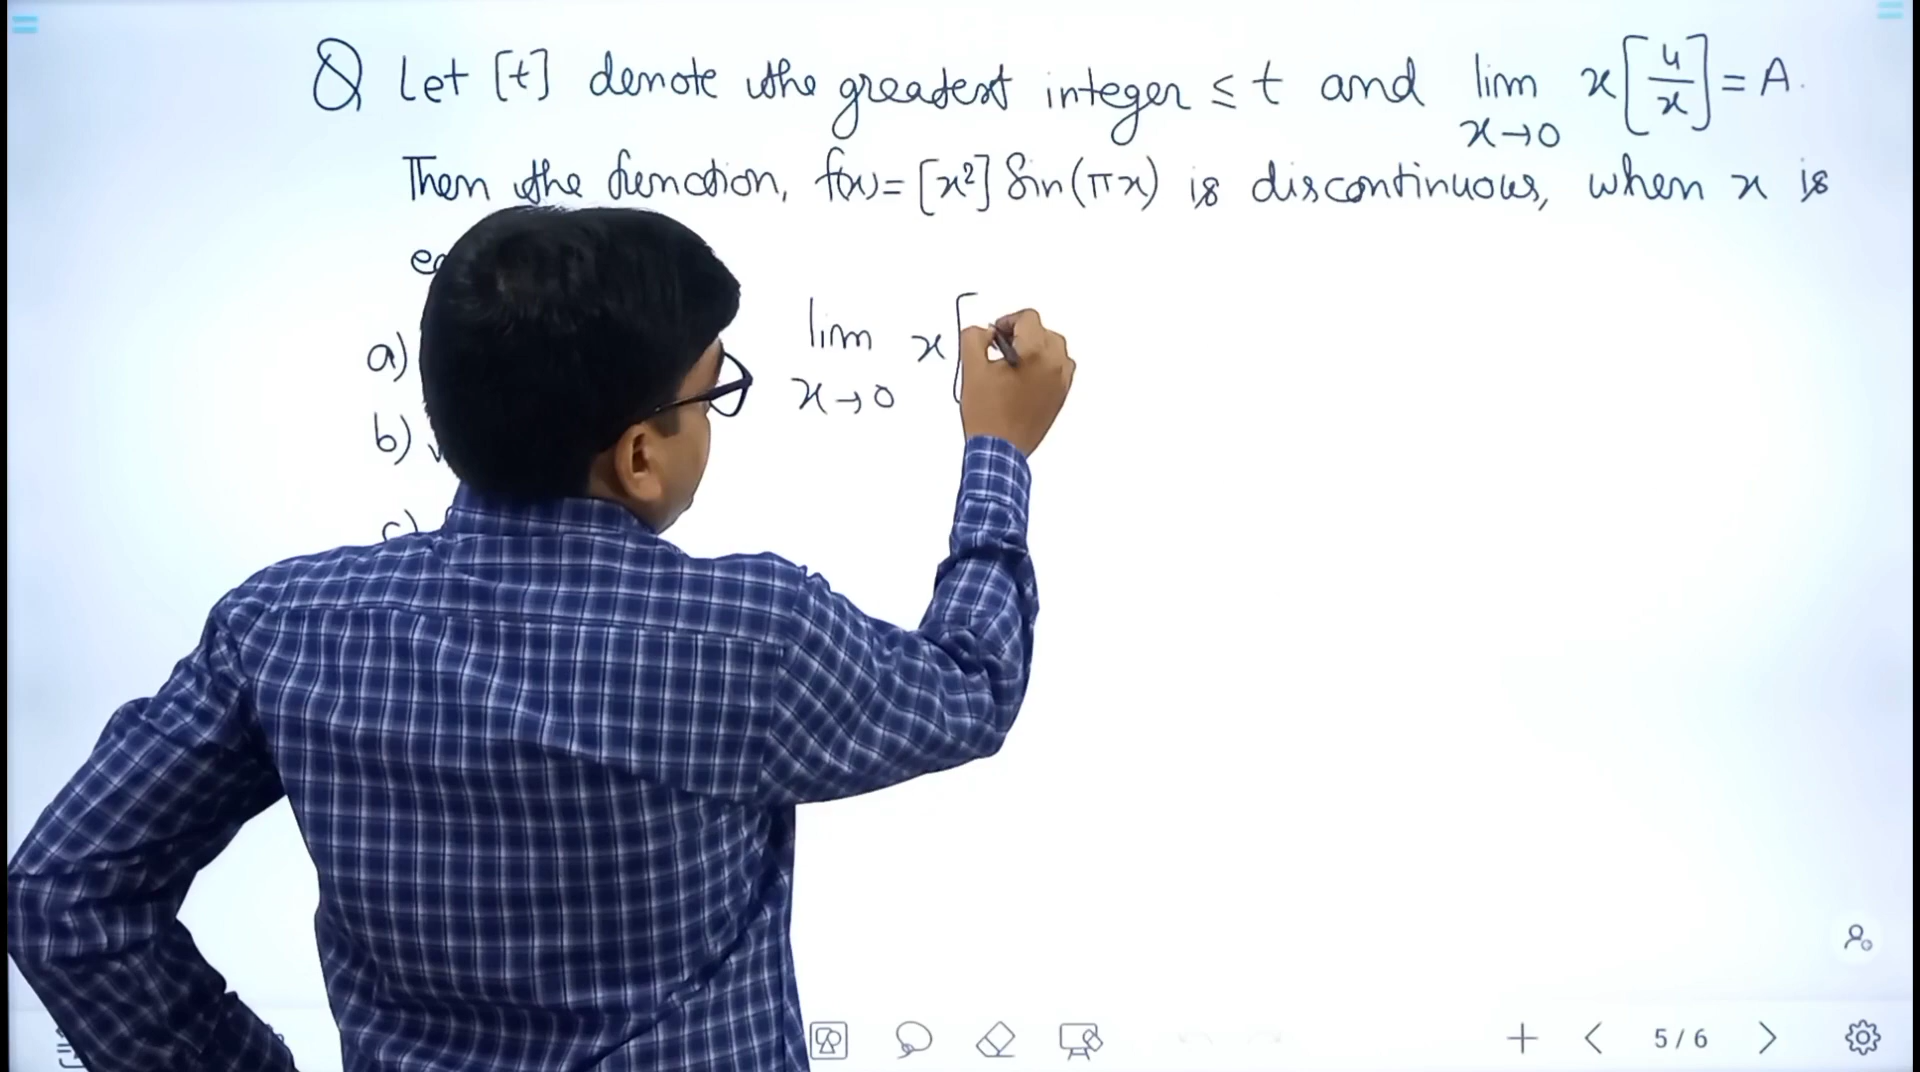 Q Let [t] denote the greatest integer ≤ t and lim x→0 x[4/x] = A.
Then the function, f(x) = [x²] Sin(πx) is discontinuous, when x is
a)
b)
c)
lim x→0 x[
5 / 6